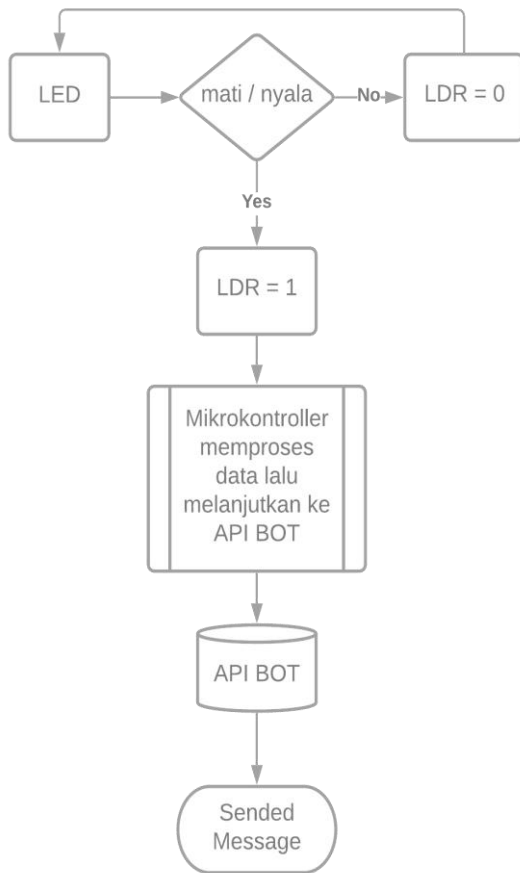 LED
mati / nyala
No
LDR = 0
Yes
LDR = 1
Mikrokontroller
memproses
data lalu
melanjutkan ke
API BOT
API BOT
Sended
Message